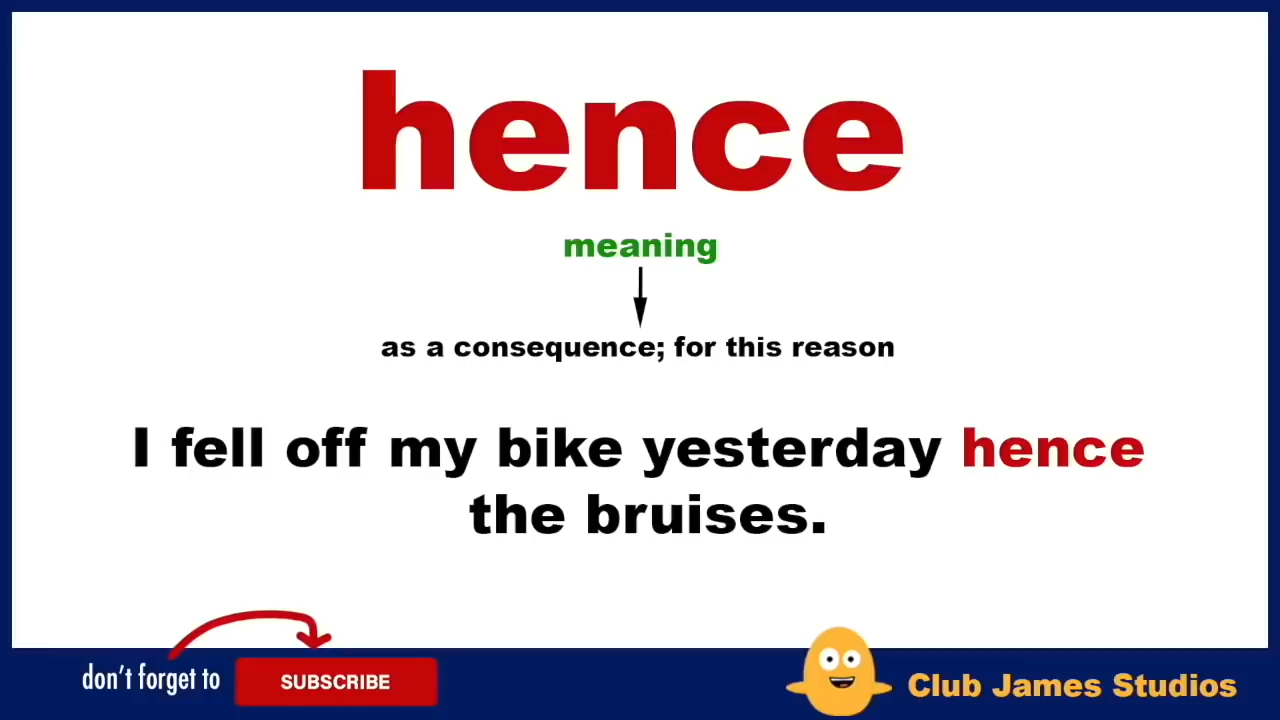 hence
meaning
as a consequence; for this reason
I fell off my bike yesterday hence
the bruises.
don't forget to
SUBSCRIBE
Club James Studios